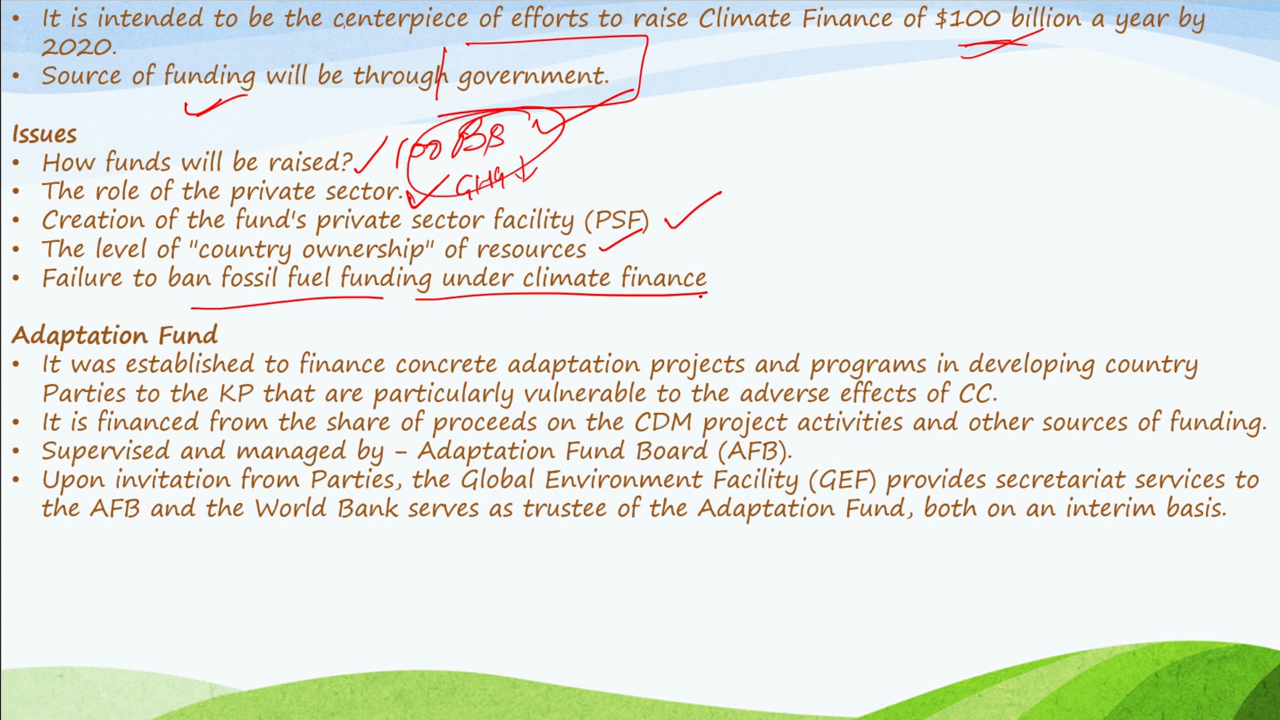 • It is intended to be the centerpiece of efforts to raise Climate Finance of $100 billion a year by
2020.
• Source of funding will be through government.
Issues
• How funds will be raised?
100
GHG ↓
• The role of the private sector.
• Creation of the fund's private sector facility (PSF)
• The level of "country ownership" of resources
• Failure to ban fossil fuel funding under climate finance
Adaptation Fund
• It was established to finance concrete adaptation projects and programs in developing country
Parties to the KP that are particularly vulnerable to the adverse effects of CC.
• It is financed from the share of proceeds on the CDM project activities and other sources of funding.
• Supervised and managed by – Adaptation Fund Board (AFB).
• Upon invitation from Parties, the Global Environment Facility (GEF) provides secretariat services to
the AFB and the World Bank serves as trustee of the Adaptation Fund, both on an interim basis.